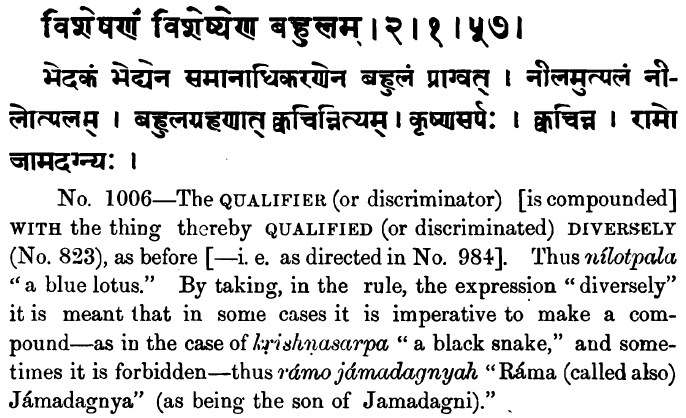 विशेषणं विशेष्येण बहुलम् । २ । १ । ५७ ।
भेदकं भेद्येन समानाधिकरणेन बहुलं प्राग्वत् । नीलमुत्पलं नी-
लोत्पलम् । बहुलग्रहणात् क्वचिन्नित्यम् । कृष्णसर्पः । क्वचिन्न । रामो
जामदग्न्यः ।
No. 1006—The QUALIFIER (or discriminator) [is compounded]
WITH the thing thereby QUALIFIED (or discriminated) DIVERSELY
(No. 823), as before [—i. e. as directed in No. 984]. Thus nílotpala
“a blue lotus.” By taking, in the rule, the expression “diversely”
it is meant that in some cases it is imperative to make a com-
pound—as in the case of kṛishṇasarpa “a black snake,” and some-
times it is forbidden—thus rámo jámadagnyah “Ráma (called also)
Jámadagnya” (as being the son of Jamadagni).”